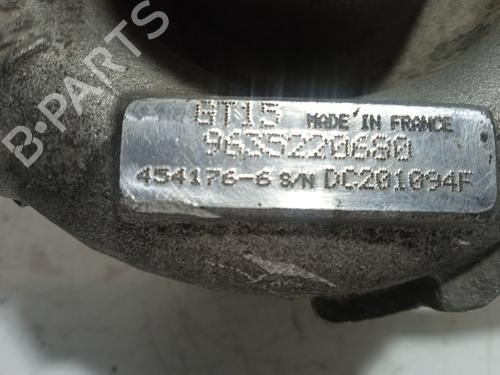 GT15 MADE IN FRANCE
9635220680
454176-6 S/N DC201094F
B-PARTS